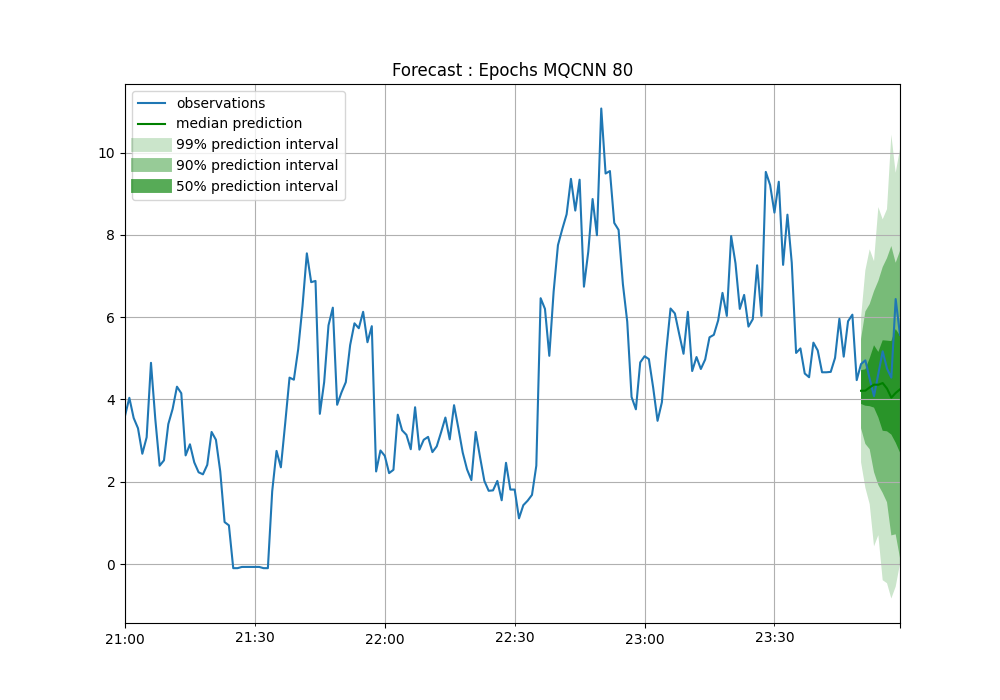 Forecast : Epochs MQCNN 80
observations
median prediction
99% prediction interval
90% prediction interval
50% prediction interval
10
8
6
4
2
0
21:00
21:30
22:00
22:30
23:00
23:30